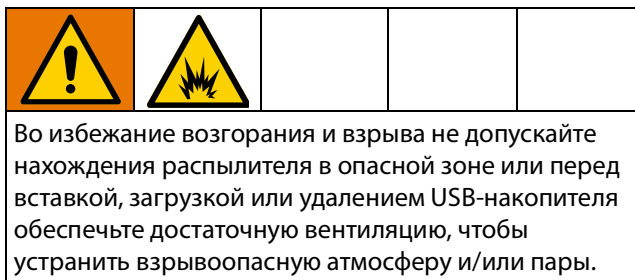 Во избежание возгорания и взрыва не допускайте
нахождения распылителя в опасной зоне или перед
вставкой, загрузкой или удалением USB-накопителя
обеспечьте достаточную вентиляцию, чтобы
устранить взрывоопасную атмосферу и/или пары.